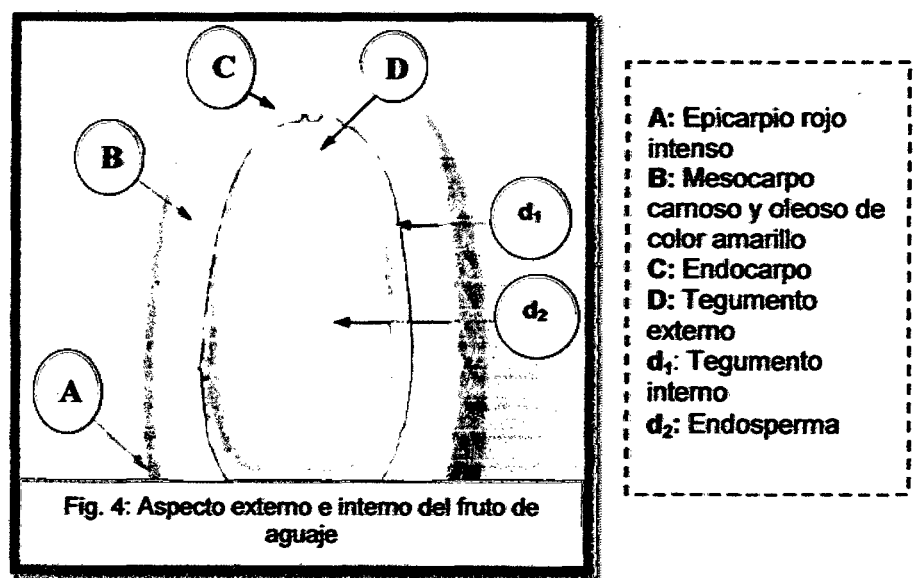 C
D
B
d₁
d₂
A
Fig. 4: Aspecto externo e interno del fruto de
aguaje
A: Epicarpio rojo
intenso
B: Mesocarpo
carnoso y oleoso de
color amarillo
C: Endocarpo
D: Tegumento
externo
d₁: Tegumento
interno
d₂: Endosperma